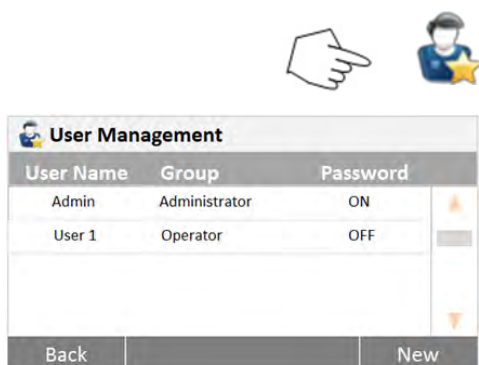 User Management
User Name Group Password
Admin Administrator ON
User 1 Operator OFF
Back New